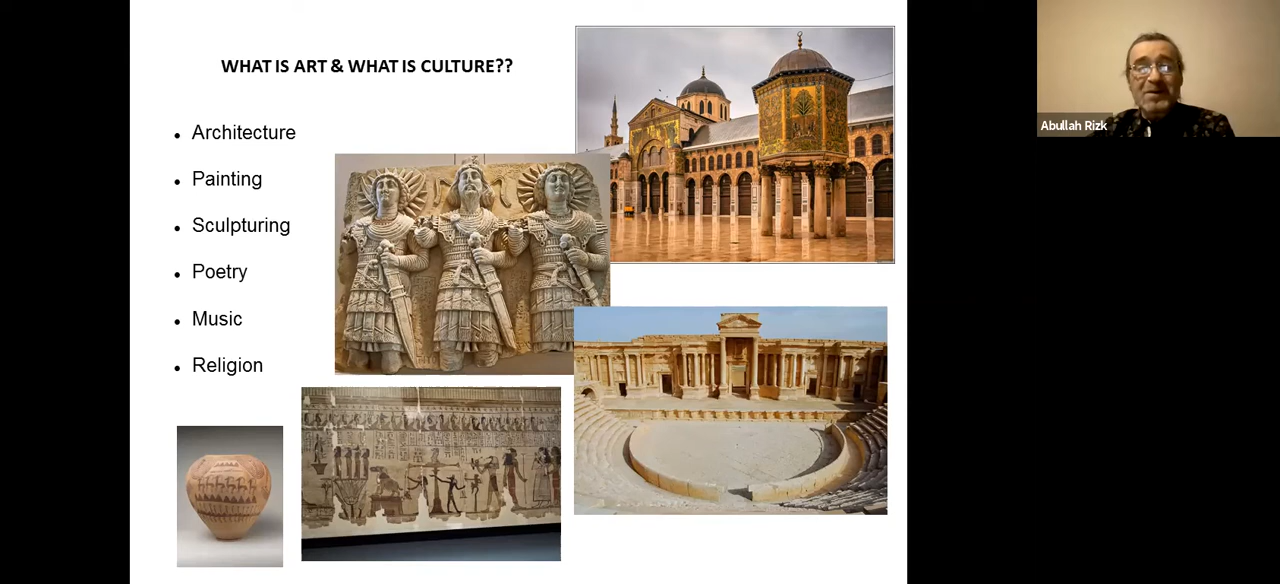 WHAT IS ART & WHAT IS CULTURE??
• Architecture
• Painting
• Sculpturing
• Poetry
• Music
• Religion
Abullah Rizk